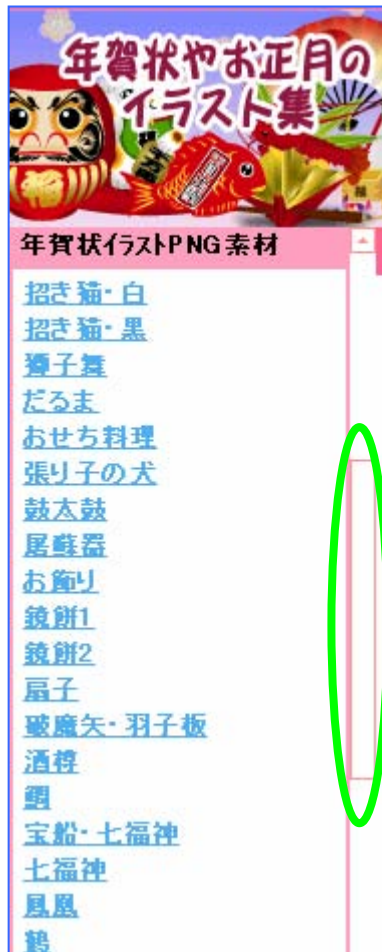 年賀状やお正月の
イラスト集
福
年賀状イラストPNG素材
招き猫・白
招き猫・黒
獅子舞
だるま
おせち料理
張り子の犬
鼓太鼓
屠蘇器
お飾り
鏡餅1
鏡餅2
扇子
破魔矢・羽子板
酒樽
鯛
宝船・七福神
七福神
鳳凰
鶴